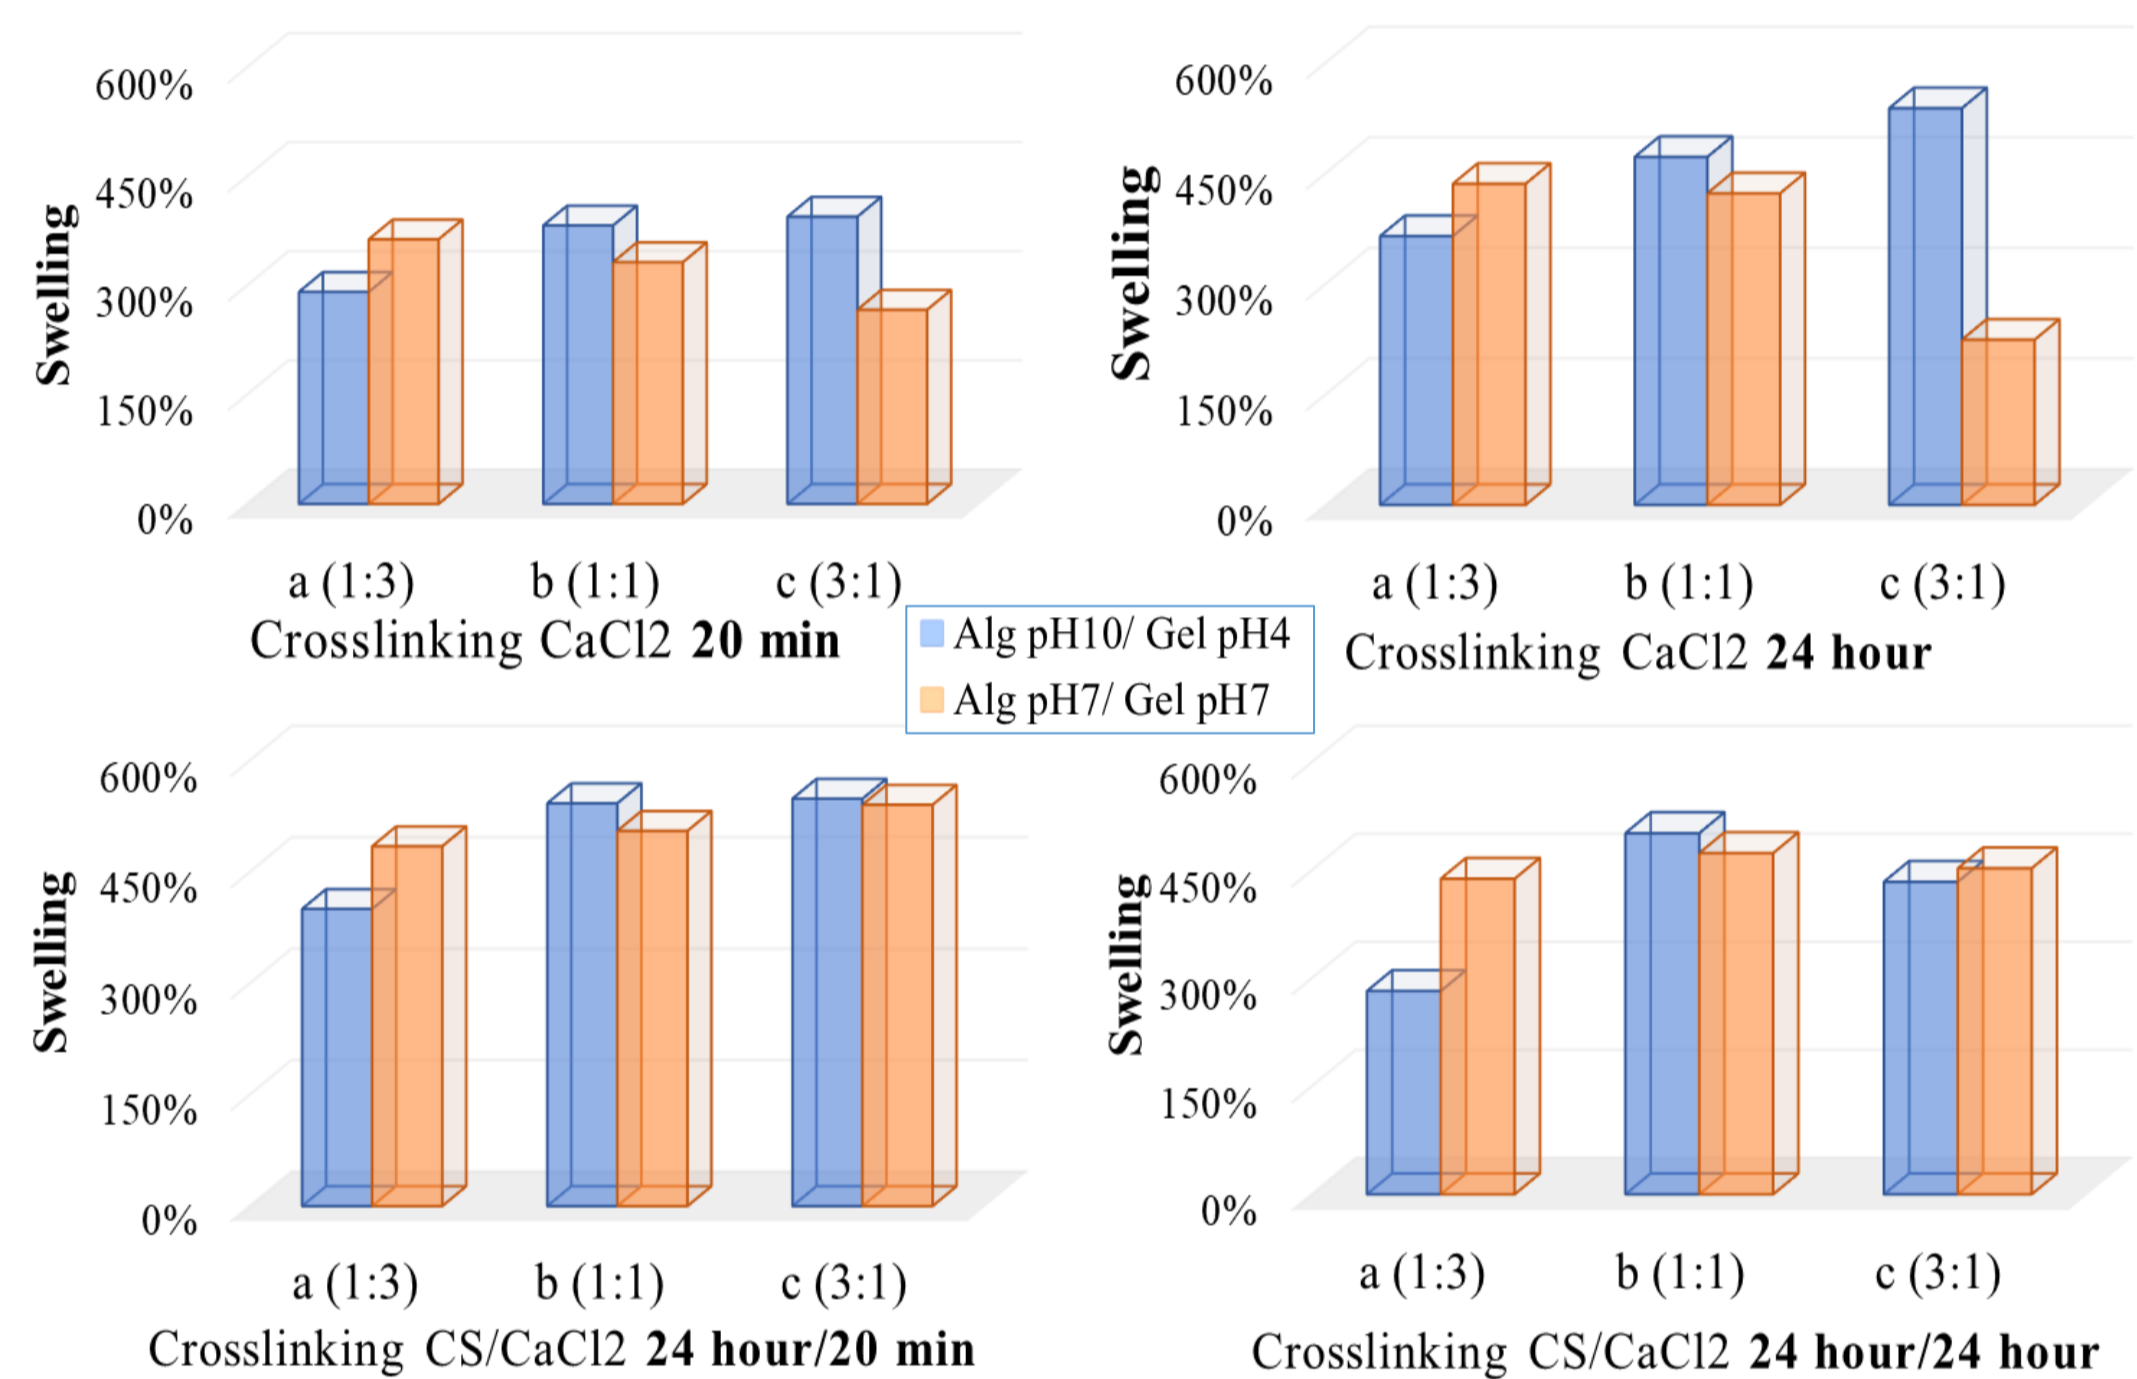 Swelling
600%
450%
300%
150%
0%
a (1:3) b (1:1) c (3:1)
Crosslinking CaCl2 20 min
Swelling
600%
450%
300%
150%
0%
a (1:3) b (1:1) c (3:1)
Crosslinking CaCl2 24 hour
Alg pH10/ Gel pH4
Alg pH7/ Gel pH7
Swelling
600%
450%
300%
150%
0%
a (1:3) b (1:1) c (3:1)
Crosslinking CS/CaCl2 24 hour/20 min
Swelling
600%
450%
300%
150%
0%
a (1:3) b (1:1) c (3:1)
Crosslinking CS/CaCl2 24 hour/24 hour